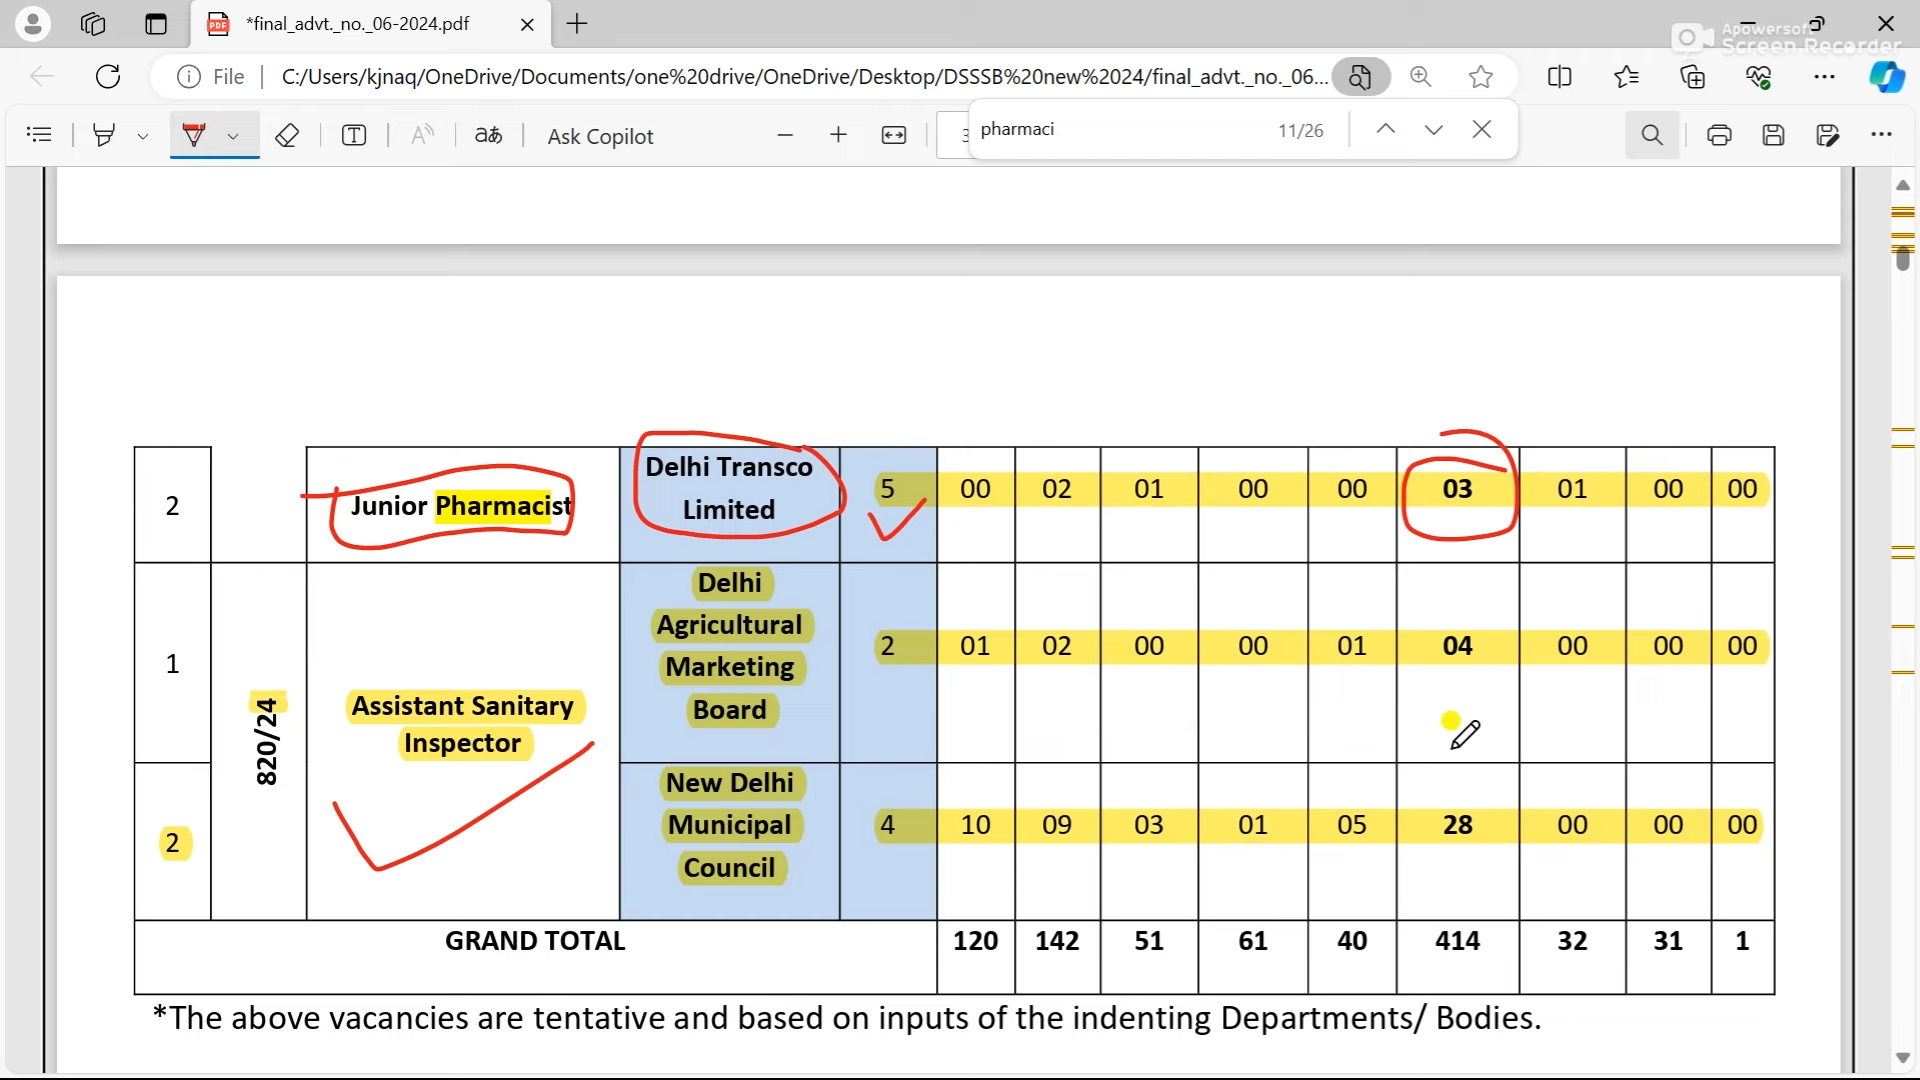 *final_advt._no._06-2024.pdf
Apowersoft
Screen Recorder
File
C:/Users/kjnaq/OneDrive/Documents/one%20drive/OneDrive/Desktop/DSSSB%20new%2024/final_advt._no._06...
Ask Copilot
3
pharmaci
11/26
2 Junior Pharmacist Delhi Transco 5 00 02 01 00 00 03 01 00 00
Limited
1 820/24 Assistant Sanitary
Inspector
Delhi
Agricultural
Marketing
Board
2 01 02 00 00 01 04 00 00 00
2 New Delhi
Municipal
Council
4 10 09 03 01 05 28 00 00 00
GRAND TOTAL 120 142 51 61 40 414 32 31 1
*The above vacancies are tentative and based on inputs of the indenting Departments/ Bodies.